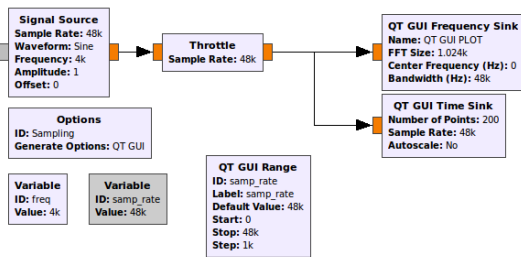 Signal Source
Sample Rate: 48k
Waveform: Sine
Frequency: 4k
Amplitude: 1
Offset: 0
Throttle
Sample Rate: 48k
QT GUI Frequency Sink
Name: QT GUI PLOT
FFT Size: 1.024k
Center Frequency (Hz): 0
Bandwidth (Hz): 48k
QT GUI Time Sink
Number of Points: 200
Sample Rate: 48k
Autoscale: No
Options
ID: Sampling
Generate Options: QT GUI
Variable
ID: freq
Value: 4k
Variable
ID: samp_rate
Value: 48k
QT GUI Range
ID: samp_rate
Label: samp_rate
Default Value: 48k
Start: 0
Stop: 48k
Step: 1k